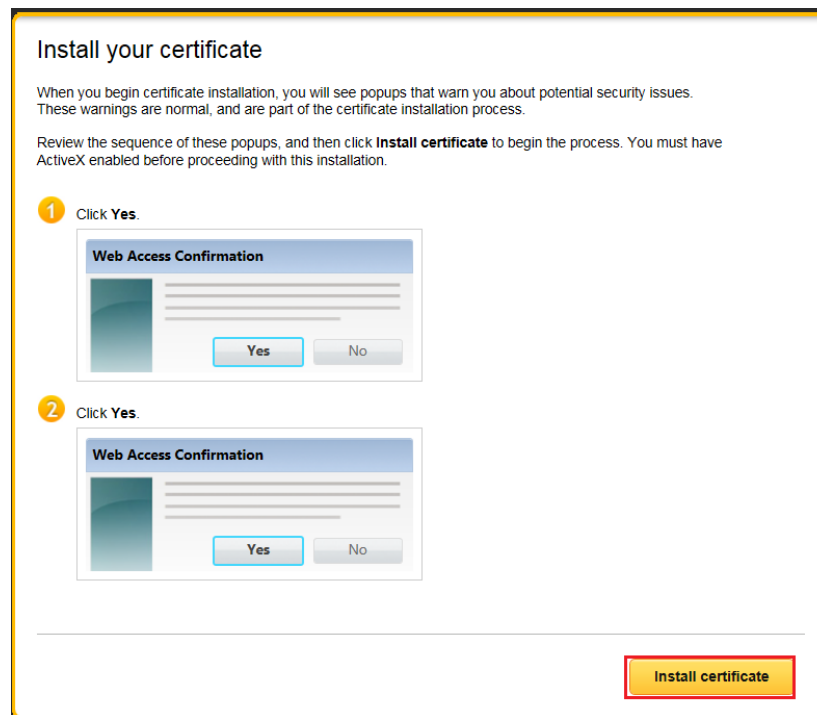 Install your certificate
When you begin certificate installation, you will see popups that warn you about potential security issues.
These warnings are normal, and are part of the certificate installation process.
Review the sequence of these popups, and then click Install certificate to begin the process. You must have
ActiveX enabled before proceeding with this installation.
1 Click Yes.
Web Access Confirmation
Yes No
2 Click Yes.
Web Access Confirmation
Yes No
Install certificate